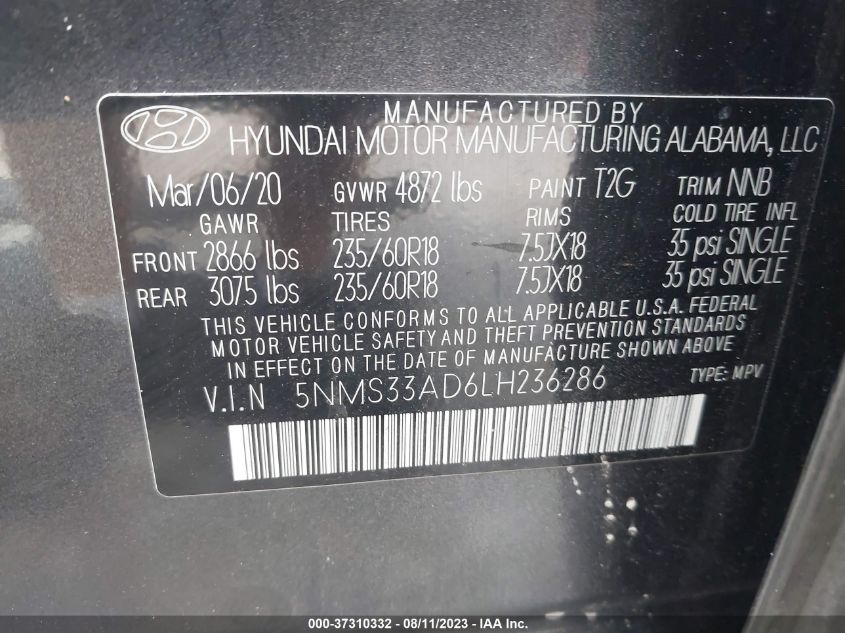 MANUFACTURED BY
HYUNDAI MOTOR MANUFACTURING ALABAMA, LLC
Mar/06/20 GVWR 4872 lbs PAINT T2G TRIM NNB
GAWR TIRES RIMS COLD TIRE INFL
FRONT 2866 lbs 235/60R18 7.5JX18 35 psi SINGLE
REAR 3075 lbs 235/60R18 7.5JX18 35 psi SINGLE
THIS VEHICLE CONFORMS TO ALL APPLICABLE U.S.A. FEDERAL
MOTOR VEHICLE SAFETY AND THEFT PREVENTION STANDARDS
IN EFFECT ON THE DATE OF MANUFACTURE SHOWN ABOVE.
V.I.N 5NMS33AD6LH236286 TYPE: MPV
000-37310332 - 08/11/2023 - IAA Inc.